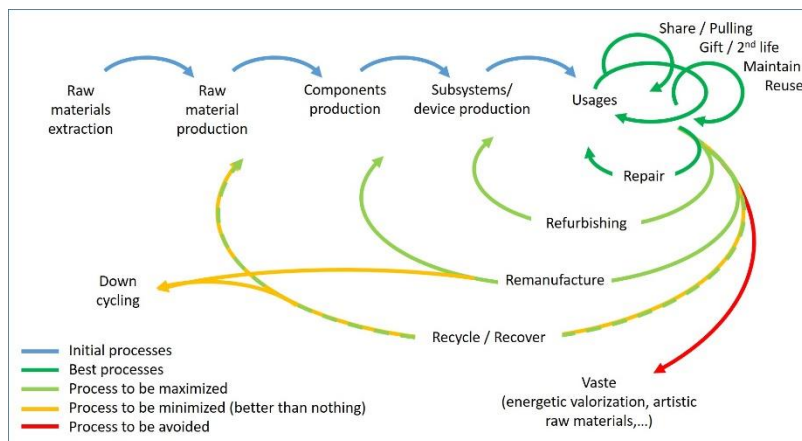 Share / Pulling
Gift / 2nd life
Maintain
Reuse
Raw
materials
extraction
Raw
material
production
Components
production
Subsystems/
device production
Usages
Repair
Refurbishing
Remanufacture
Down
cycling
Recycle / Recover
Initial processes
Best processes
Process to be maximized
Process to be minimized (better than nothing)
Process to be avoided
Vaste
(energetic valorization, artistic
raw materials,...)